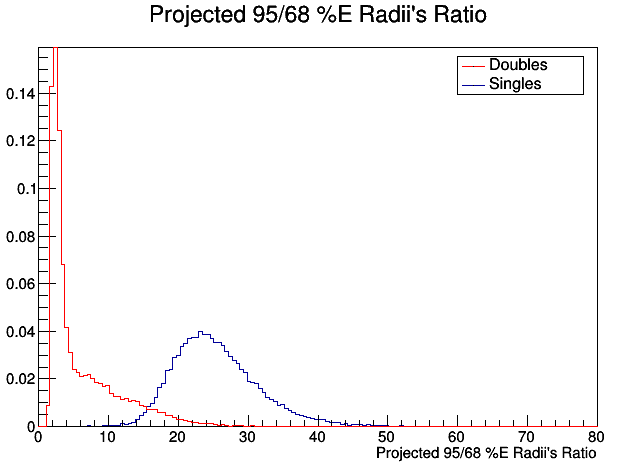 Projected 95/68 %E Radii's Ratio
Doubles
Singles
0.14
0.12
0.1
0.08
0.06
0.04
0.02
0
0 10 20 30 40 50 60 70 80
Projected 95/68 %E Radii's Ratio